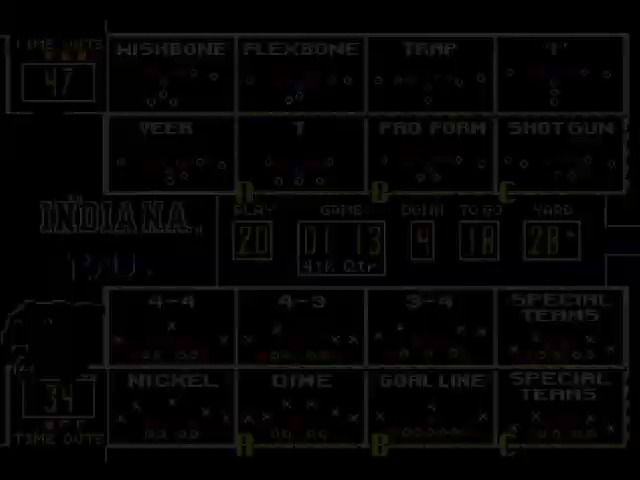 TIME OUTS
47
WISHBONE FLEXBONE TRAP "I"
VEER T PRO FORM SHOTGUN
A B C
INDIANA
PLAY GAME DOWN TO GO YARD
20 01 13 4 18 28
4th Qtr
4-4 4-3 3-4 SPECIAL TEAMS
34
TIME OUTS
NICKEL DIME GOAL LINE SPECIAL TEAMS
A B C